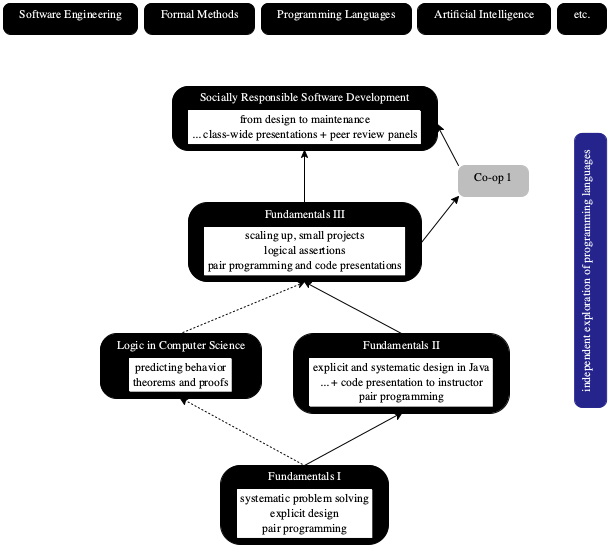 Software Engineering
Formal Methods
Programming Languages
Artificial Intelligence
etc.
Socially Responsible Software Development
from design to maintenance
... class-wide presentations + peer review panels
Co-op 1
independent exploration of programming languages
Fundamentals III
scaling up, small projects
logical assertions
pair programming and code presentations
Logic in Computer Science
predicting behavior
theorems and proofs
Fundamentals II
explicit and systematic design in Java
... + code presentation to instructor
pair programming
Fundamentals I
systematic problem solving
explicit design
pair programming